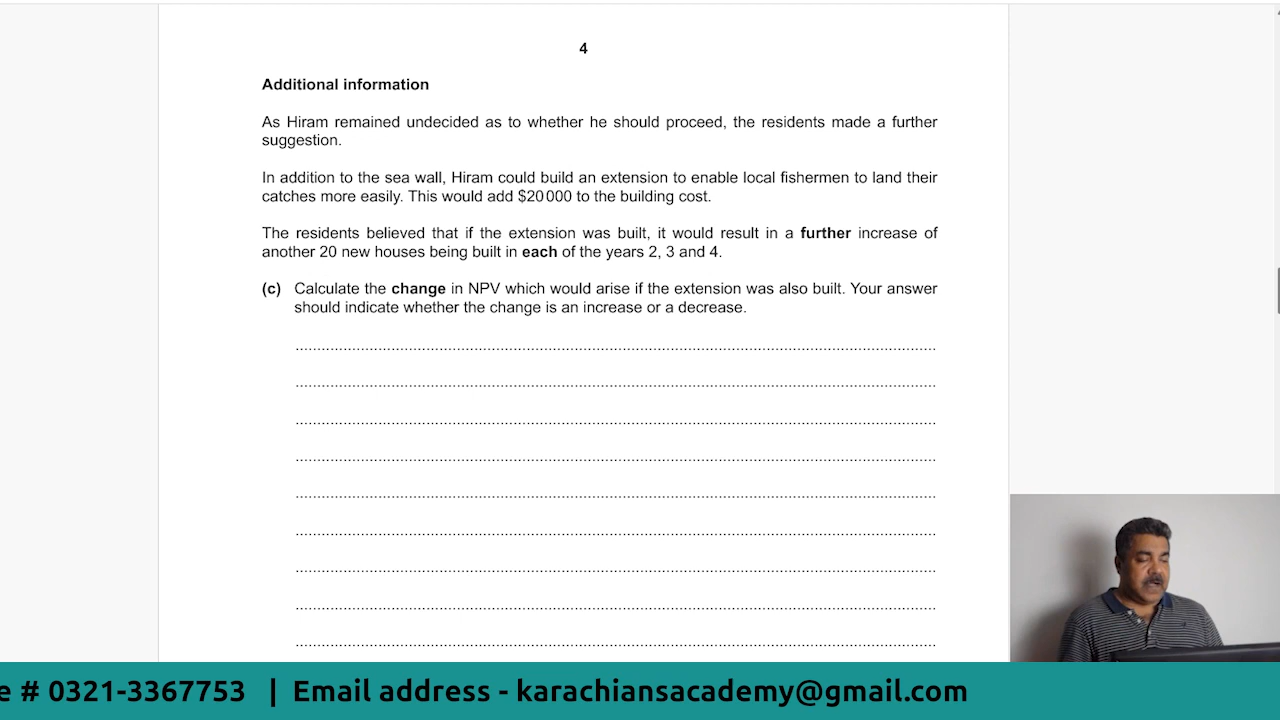 4
Additional information
As Hiram remained undecided as to whether he should proceed, the residents made a further
suggestion.
In addition to the sea wall, Hiram could build an extension to enable local fishermen to land their
catches more easily. This would add $20 000 to the building cost.
The residents believed that if the extension was built, it would result in a further increase of
another 20 new houses being built in each of the years 2, 3 and 4.
(c) Calculate the change in NPV which would arise if the extension was also built. Your answer
should indicate whether the change is an increase or a decrease.
e # 0321-3367753 | Email address - karachiansacademy@gmail.com